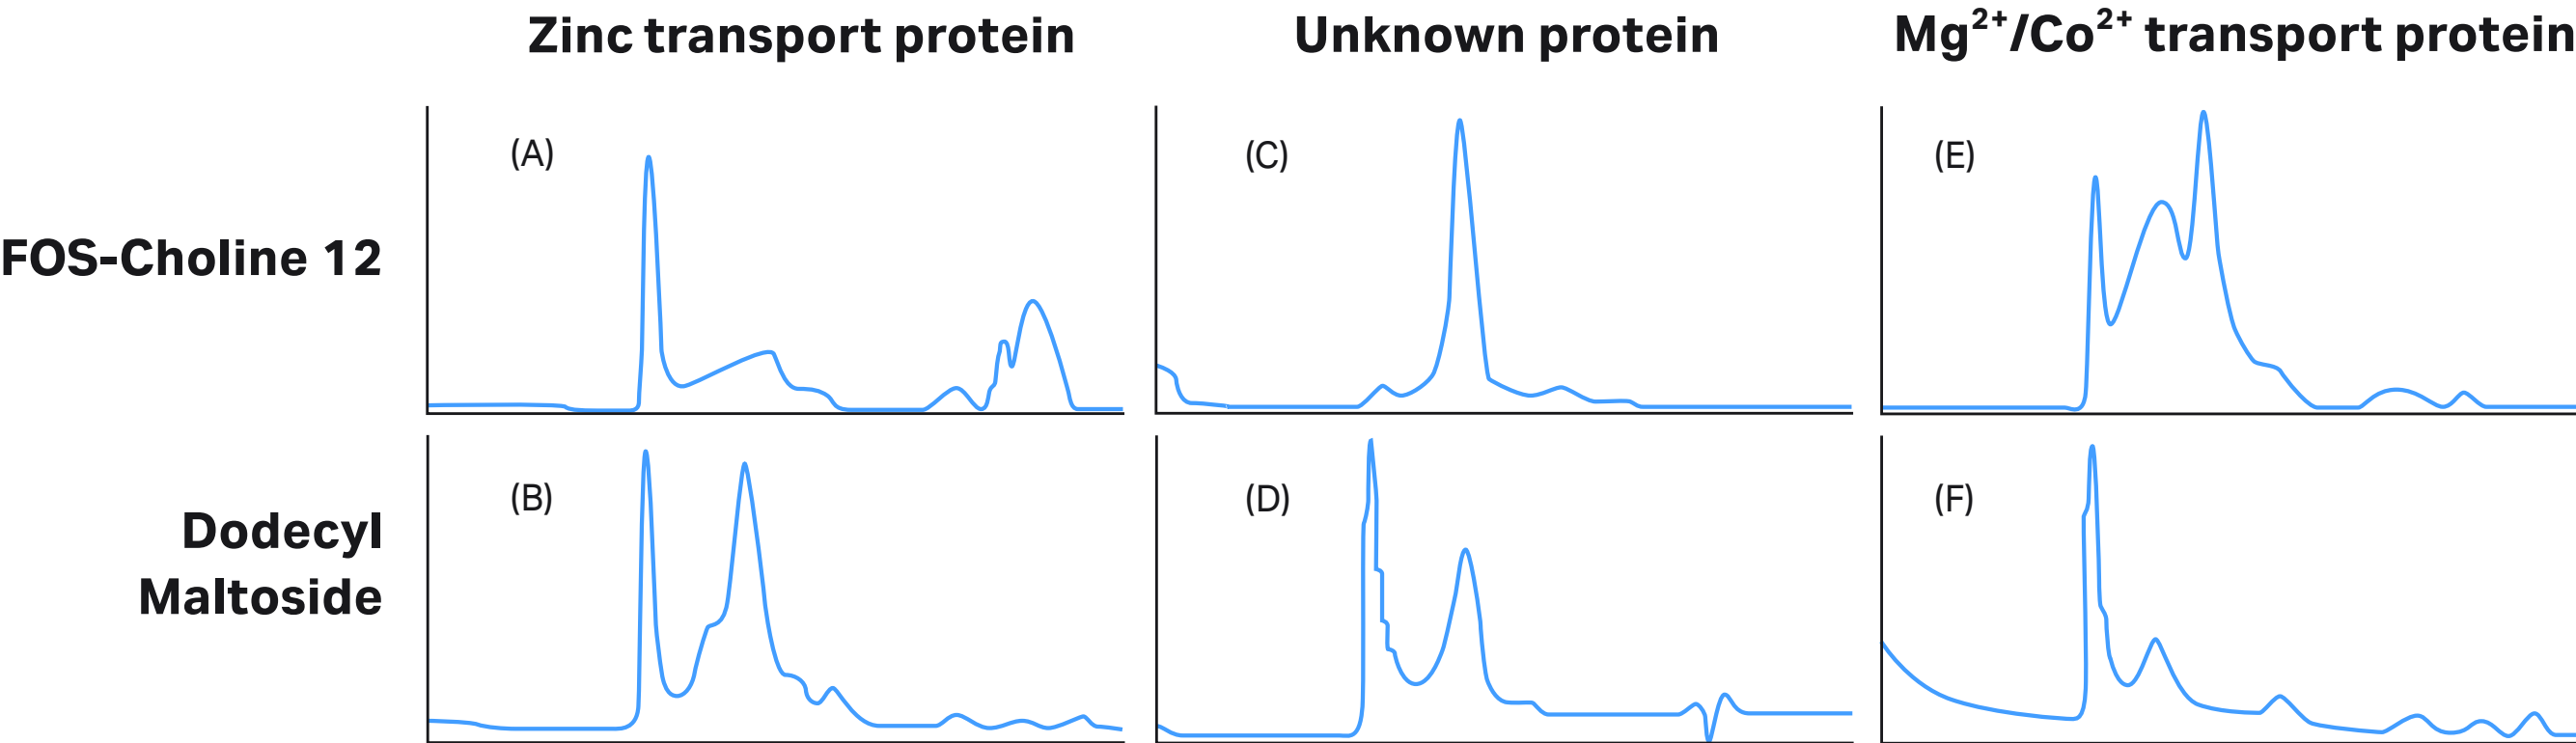 Zinc transport protein
Unknown protein
Mg²⁺/Co²⁺ transport protein
(A)
(C)
(E)
FOS-Choline 12
(B)
(D)
(F)
Dodecyl
Maltoside